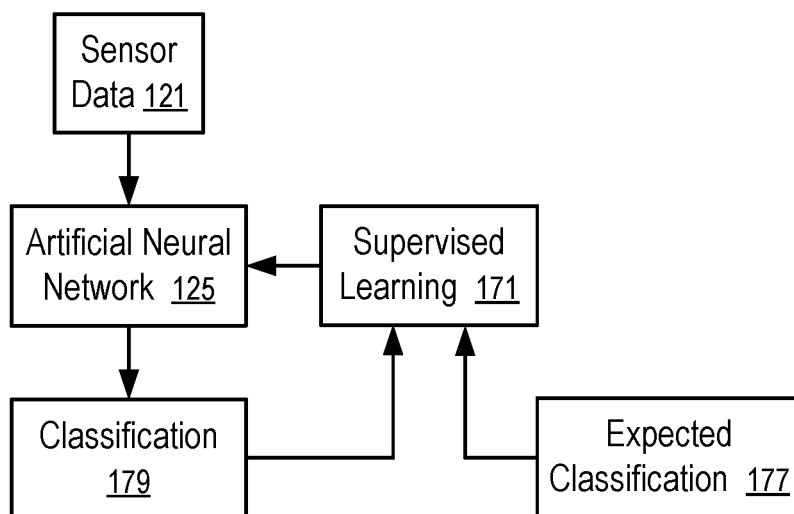 Sensor
Data 121
Artificial Neural
Network 125
Supervised
Learning 171
Classification
179
Expected
Classification 177